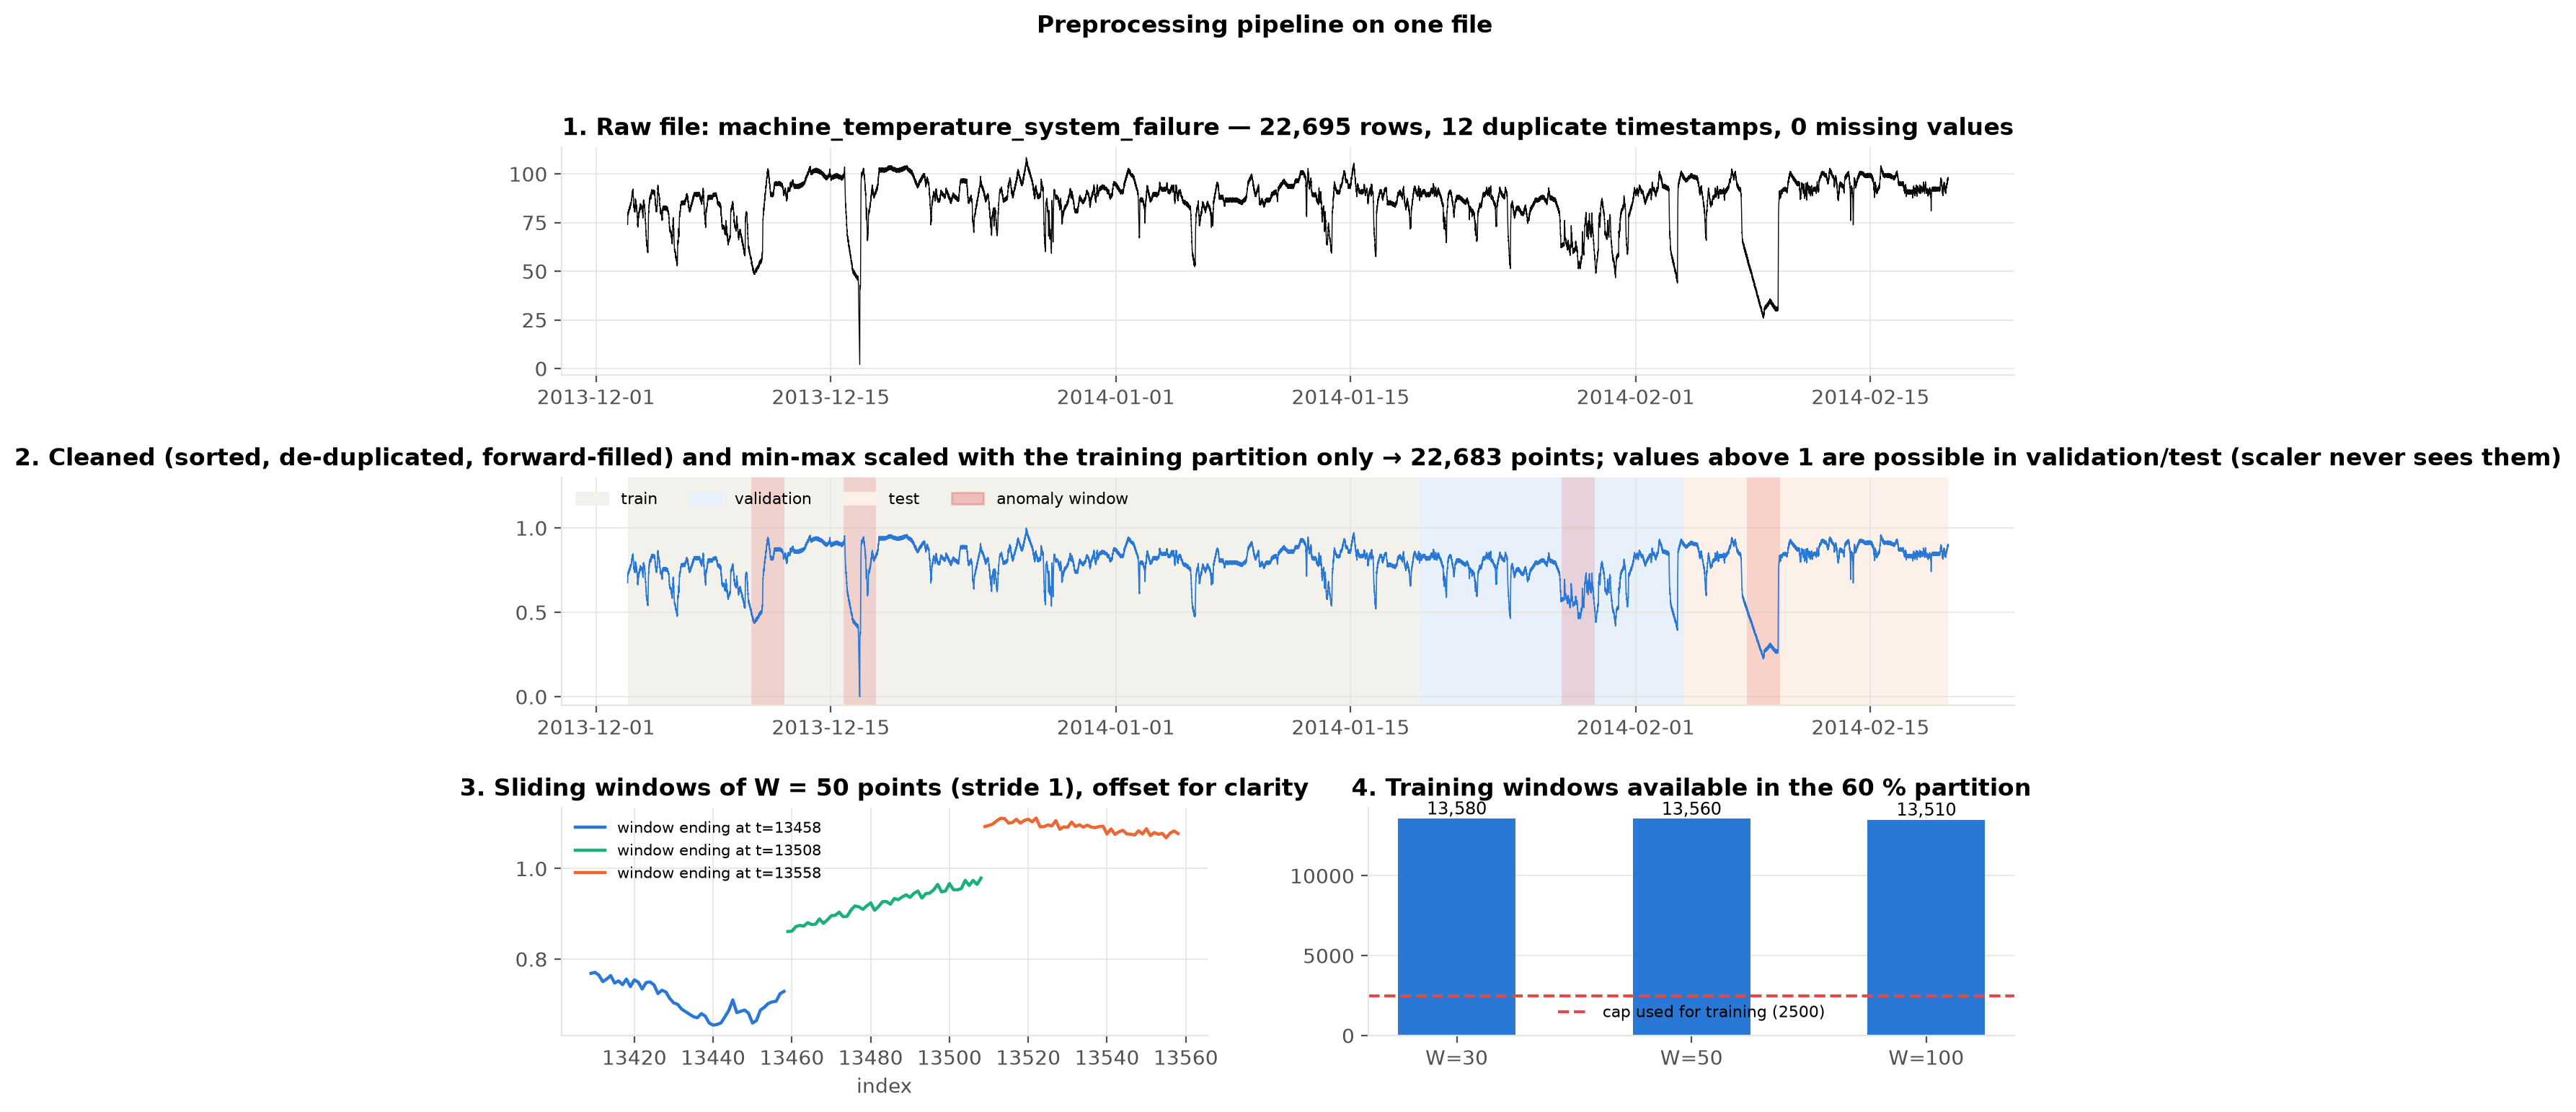 Preprocessing pipeline on one file
1. Raw file: machine_temperature_system_failure — 22,695 rows, 12 duplicate timestamps, 0 missing values
100
75
50
25
0
2013-12-01 2013-12-15 2014-01-01 2014-01-15 2014-02-01 2014-02-15
2. Cleaned (sorted, de-duplicated, forward-filled) and min-max scaled with the training partition only → 22,683 points; values above 1 are possible in validation/test (scaler never sees them)
train validation test anomaly window
1.0
0.5
0.0
2013-12-01 2013-12-15 2014-01-01 2014-01-15 2014-02-01 2014-02-15
3. Sliding windows of W = 50 points (stride 1), offset for clarity
window ending at t=13458
window ending at t=13508
window ending at t=13558
1.0
0.8
13420 13440 13460 13480 13500 13520 13540 13560
index
4. Training windows available in the 60 % partition
13,580 13,560 13,510
10000
5000
0
cap used for training (2500)
W=30 W=50 W=100